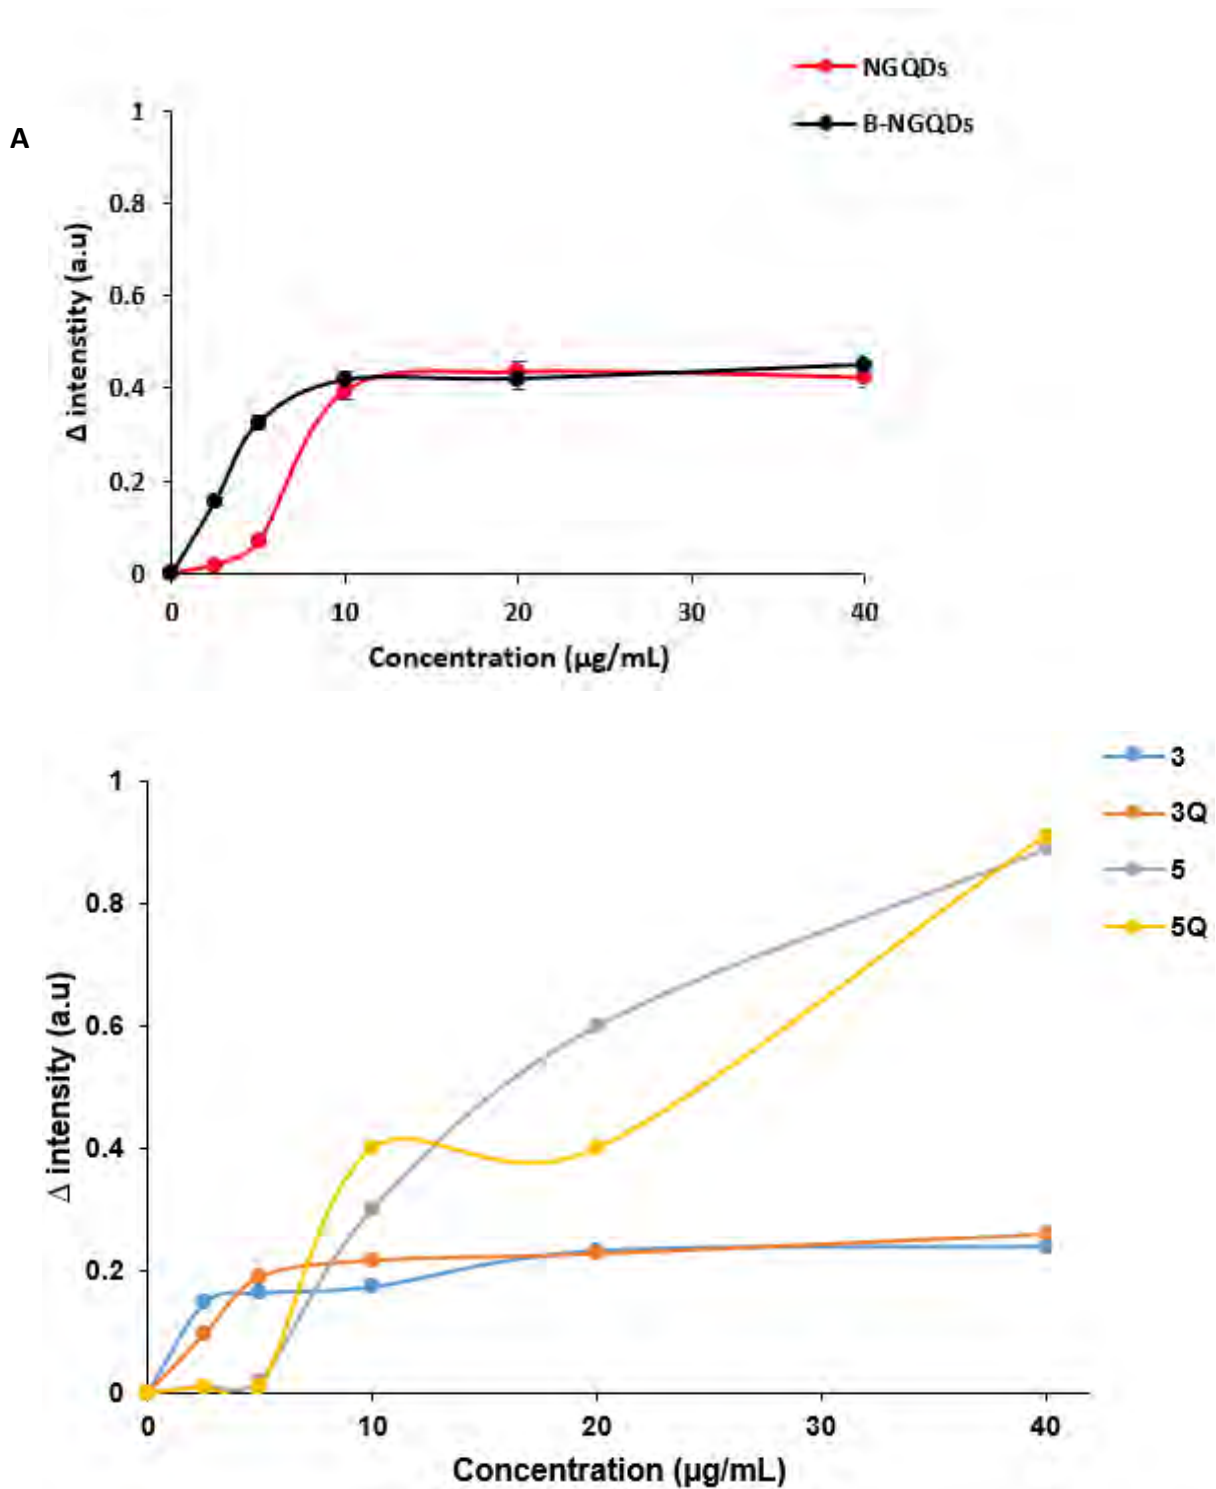 NGQDs
B-NGQDs
A
1
0.8
0.6
0.4
0.2
0
Δ intenstity (a.u)
0 10 20 30 40
Concentration (µg/mL)
3
3Q
5
5Q
1
0.8
0.6
0.4
0.2
0
Δ intensity (a.u)
0 10 20 30 40
Concentration (µg/mL)